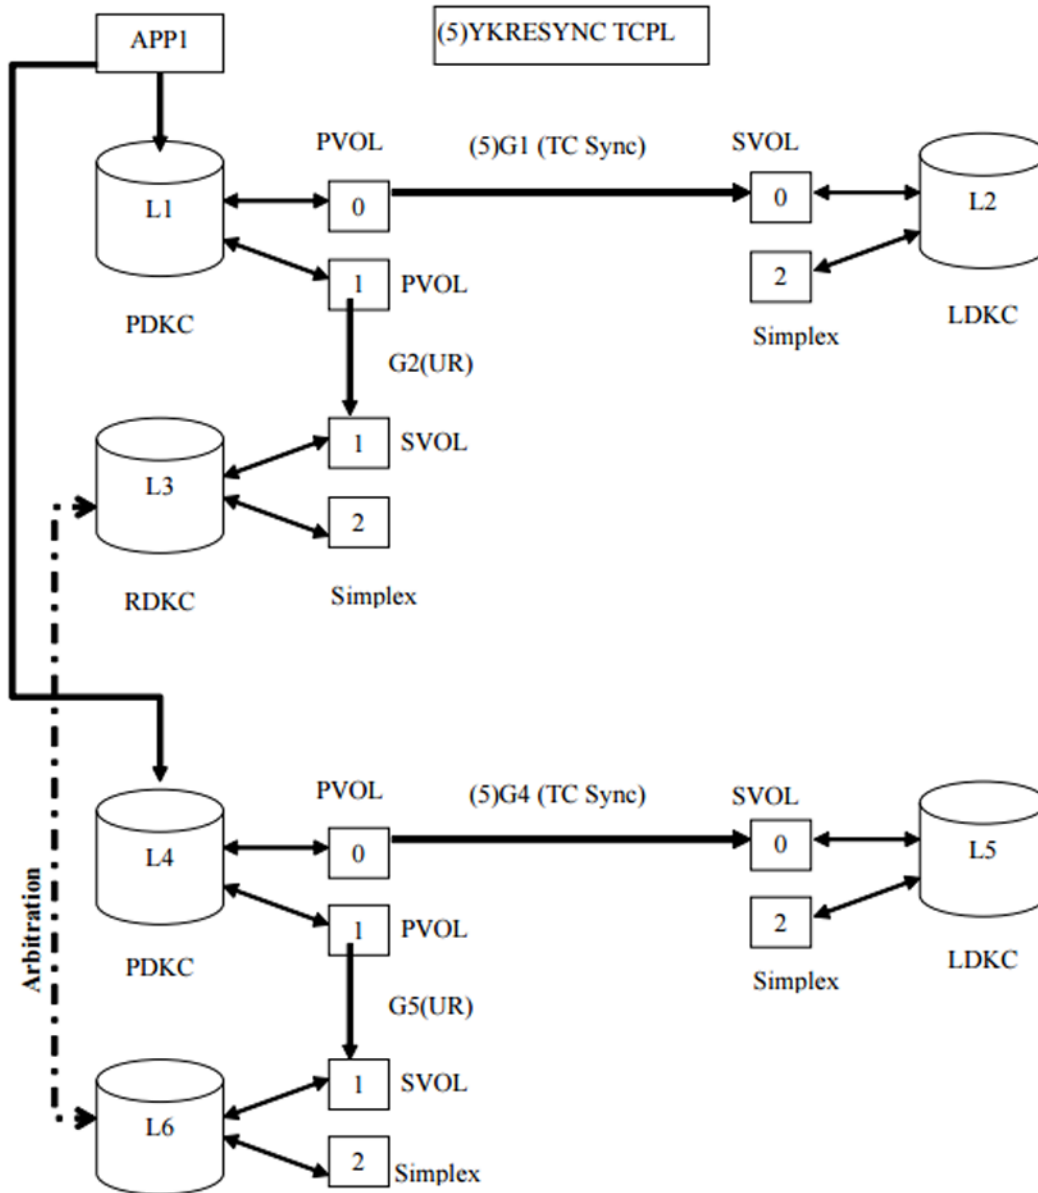 APP1
(5)YKRESYNC TCPL
PVOL
(5)G1 (TC Sync)
SVOL
L1
0
0
L2
1
PVOL
2
PDKC
Simplex
LDKC
G2(UR)
1
SVOL
L3
2
RDKC
Simplex
PVOL
(5)G4 (TC Sync)
SVOL
L4
0
0
L5
Arbitration
1
PVOL
2
PDKC
Simplex
LDKC
G5(UR)
1
SVOL
L6
2
Simplex